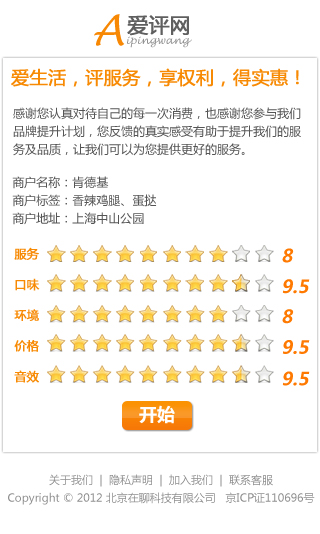 爱评网
Aipingwang
爱生活，评服务，享权利，得实惠！
感谢您认真对待自己的每一次消费，也感谢您参与我们
品牌提升计划，您反馈的真实感受有助于提升我们的服
务及品质，让我们可以为您提供更好的服务。
商户名称：肯德基
商户标签：香辣鸡腿、蛋挞
商户地址：上海中山公园
服务 8
口味 9.5
环境 8
价格 9.5
音效 9.5
开始
关于我们 | 隐私声明 | 加入我们 | 联系客服
Copyright © 2012 北京在聊科技有限公司 京ICP证110696号